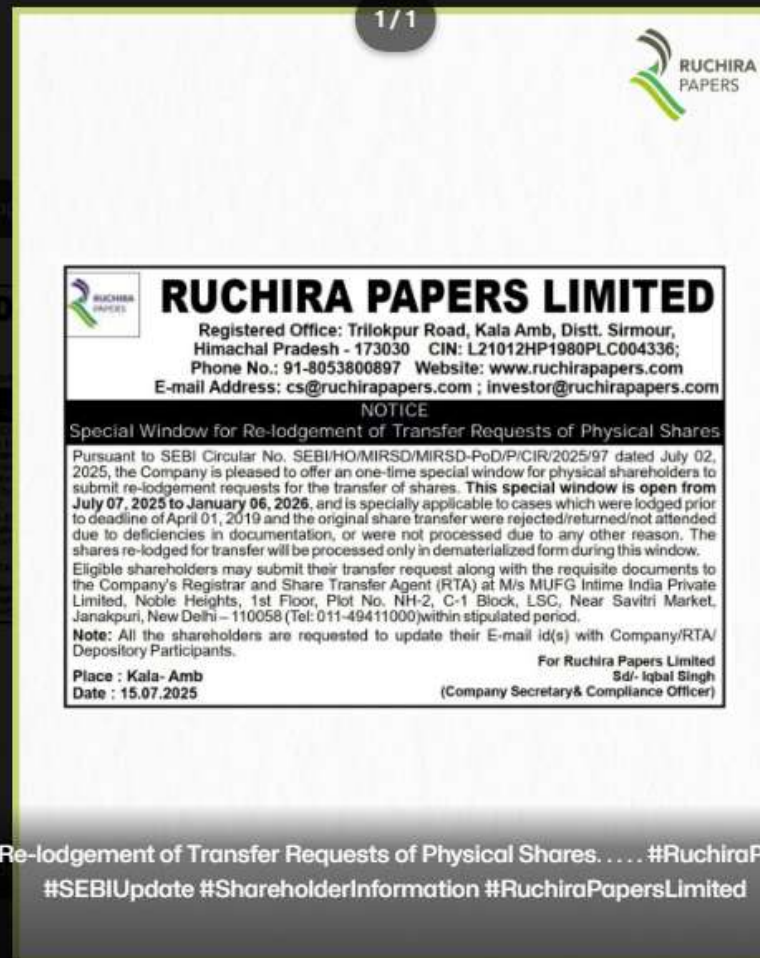 1/1
RUCHIRA
PAPERS
RUCHIRA
PAPERS
RUCHIRA PAPERS LIMITED
Registered Office: Trilokpur Road, Kala Amb, Distt. Sirmour,
Himachal Pradesh - 173030 CIN: L21012HP1980PLC004336;
Phone No.: 91-8053800897 Website: www.ruchirapapers.com
E-mail Address: cs@ruchirapapers.com ; investor@ruchirapapers.com
NOTICE
Special Window for Re-lodgement of Transfer Requests of Physical Shares
Pursuant to SEBI Circular No. SEBI/HO/MIRSD/MIRSD-PoD/P/CIR/2025/97 dated July 02,
2025, the Company is pleased to offer an one-time special window for physical shareholders to
submit re-lodgement requests for the transfer of shares. This special window is open from
July 07, 2025 to January 06, 2026, and is specially applicable to cases which were lodged prior
to deadline of April 01, 2019 and the original share transfer were rejected/returned/not attended
due to deficiencies in documentation, or were not processed due to any other reason. The
shares re-lodged for transfer will be processed only in dematerialized form during this window.
Eligible shareholders may submit their transfer request along with the requisite documents to
the Company's Registrar and Share Transfer Agent (RTA) at M/s MUFG Intime India Private
Limited, Noble Heights, 1st Floor, Plot No. NH-2, C-1 Block, LSC, Near Savitri Market,
Janakpuri, New Delhi – 110058 (Tel: 011-49411000)within stipulated period.
Note: All the shareholders are requested to update their E-mail id(s) with Company/RTA/
Depository Participants.
For Ruchira Papers Limited
Sd/- Iqbal Singh
(Company Secretary& Compliance Officer)
Place : Kala- Amb
Date : 15.07.2025
Re-lodgement of Transfer Requests of Physical Shares..... #RuchiraP
#SEBIUpdate #ShareholderInformation #RuchiraPapersLimited